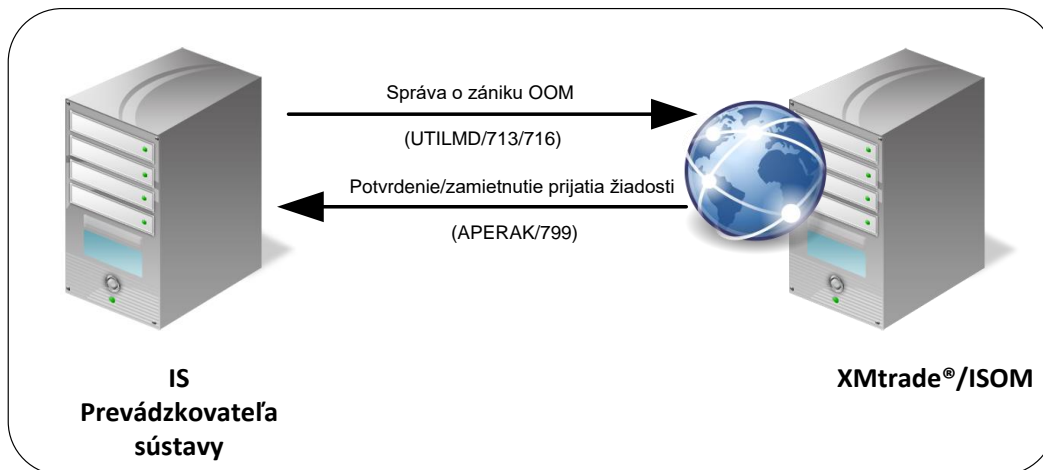 Správa o zániku OOM
(UTILMD/713/716)
Potvrdenie/zamietnutie prijatia žiadosti
(APERAK/799)
IS
Prevádzkovateľa
sústavy
XMtrade®/ISOM